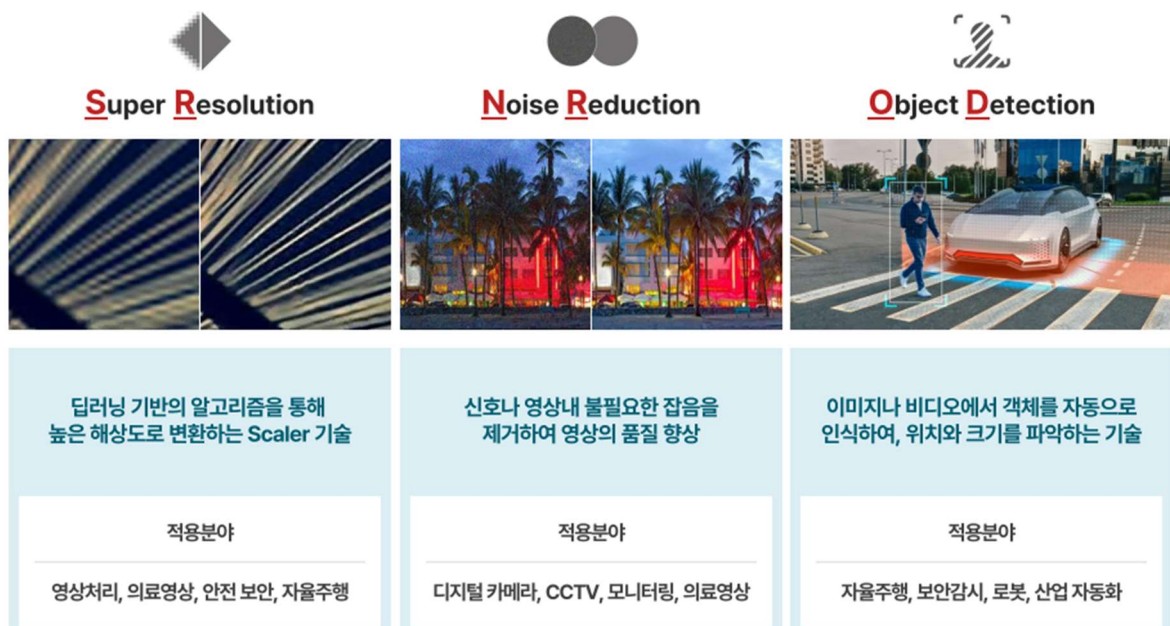 Super Resolution
딥러닝 기반의 알고리즘을 통해
높은 해상도로 변환하는 Scaler 기술
적용분야
영상처리, 의료영상, 안전 보안, 자율주행
Noise Reduction
신호나 영상내 불필요한 잡음을
제거하여 영상의 품질 향상
적용분야
디지털 카메라, CCTV, 모니터링, 의료영상
Object Detection
이미지나 비디오에서 객체를 자동으로
인식하여, 위치와 크기를 파악하는 기술
적용분야
자율주행, 보안감시, 로봇, 산업 자동화